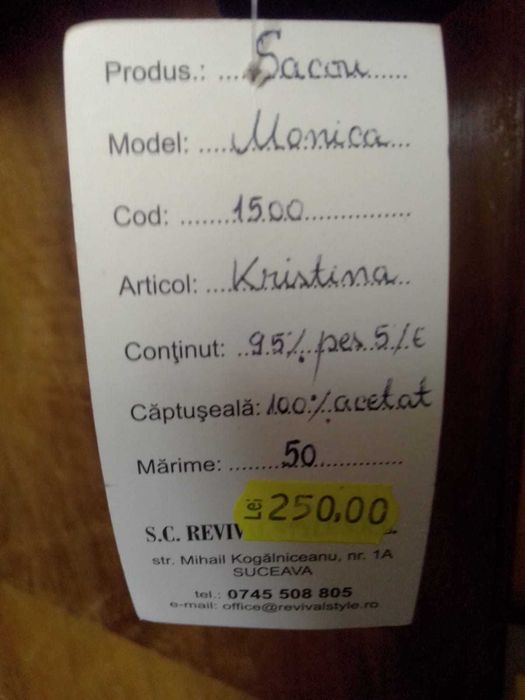 Produs.: ....Sacou......
Model: ....Monica...
Cod: .......1500..............
Articol: ...Kristina..
Conţinut: ..95%.pes.5%E
Căptuşeală: 100%acetat
Mărime: .......50............
Lei 250,00
S.C. REVIV
str. Mihail Kogălniceanu, nr. 1A
SUCEAVA
tel.: 0745 508 805
e-mail: office@revivalstyle.ro